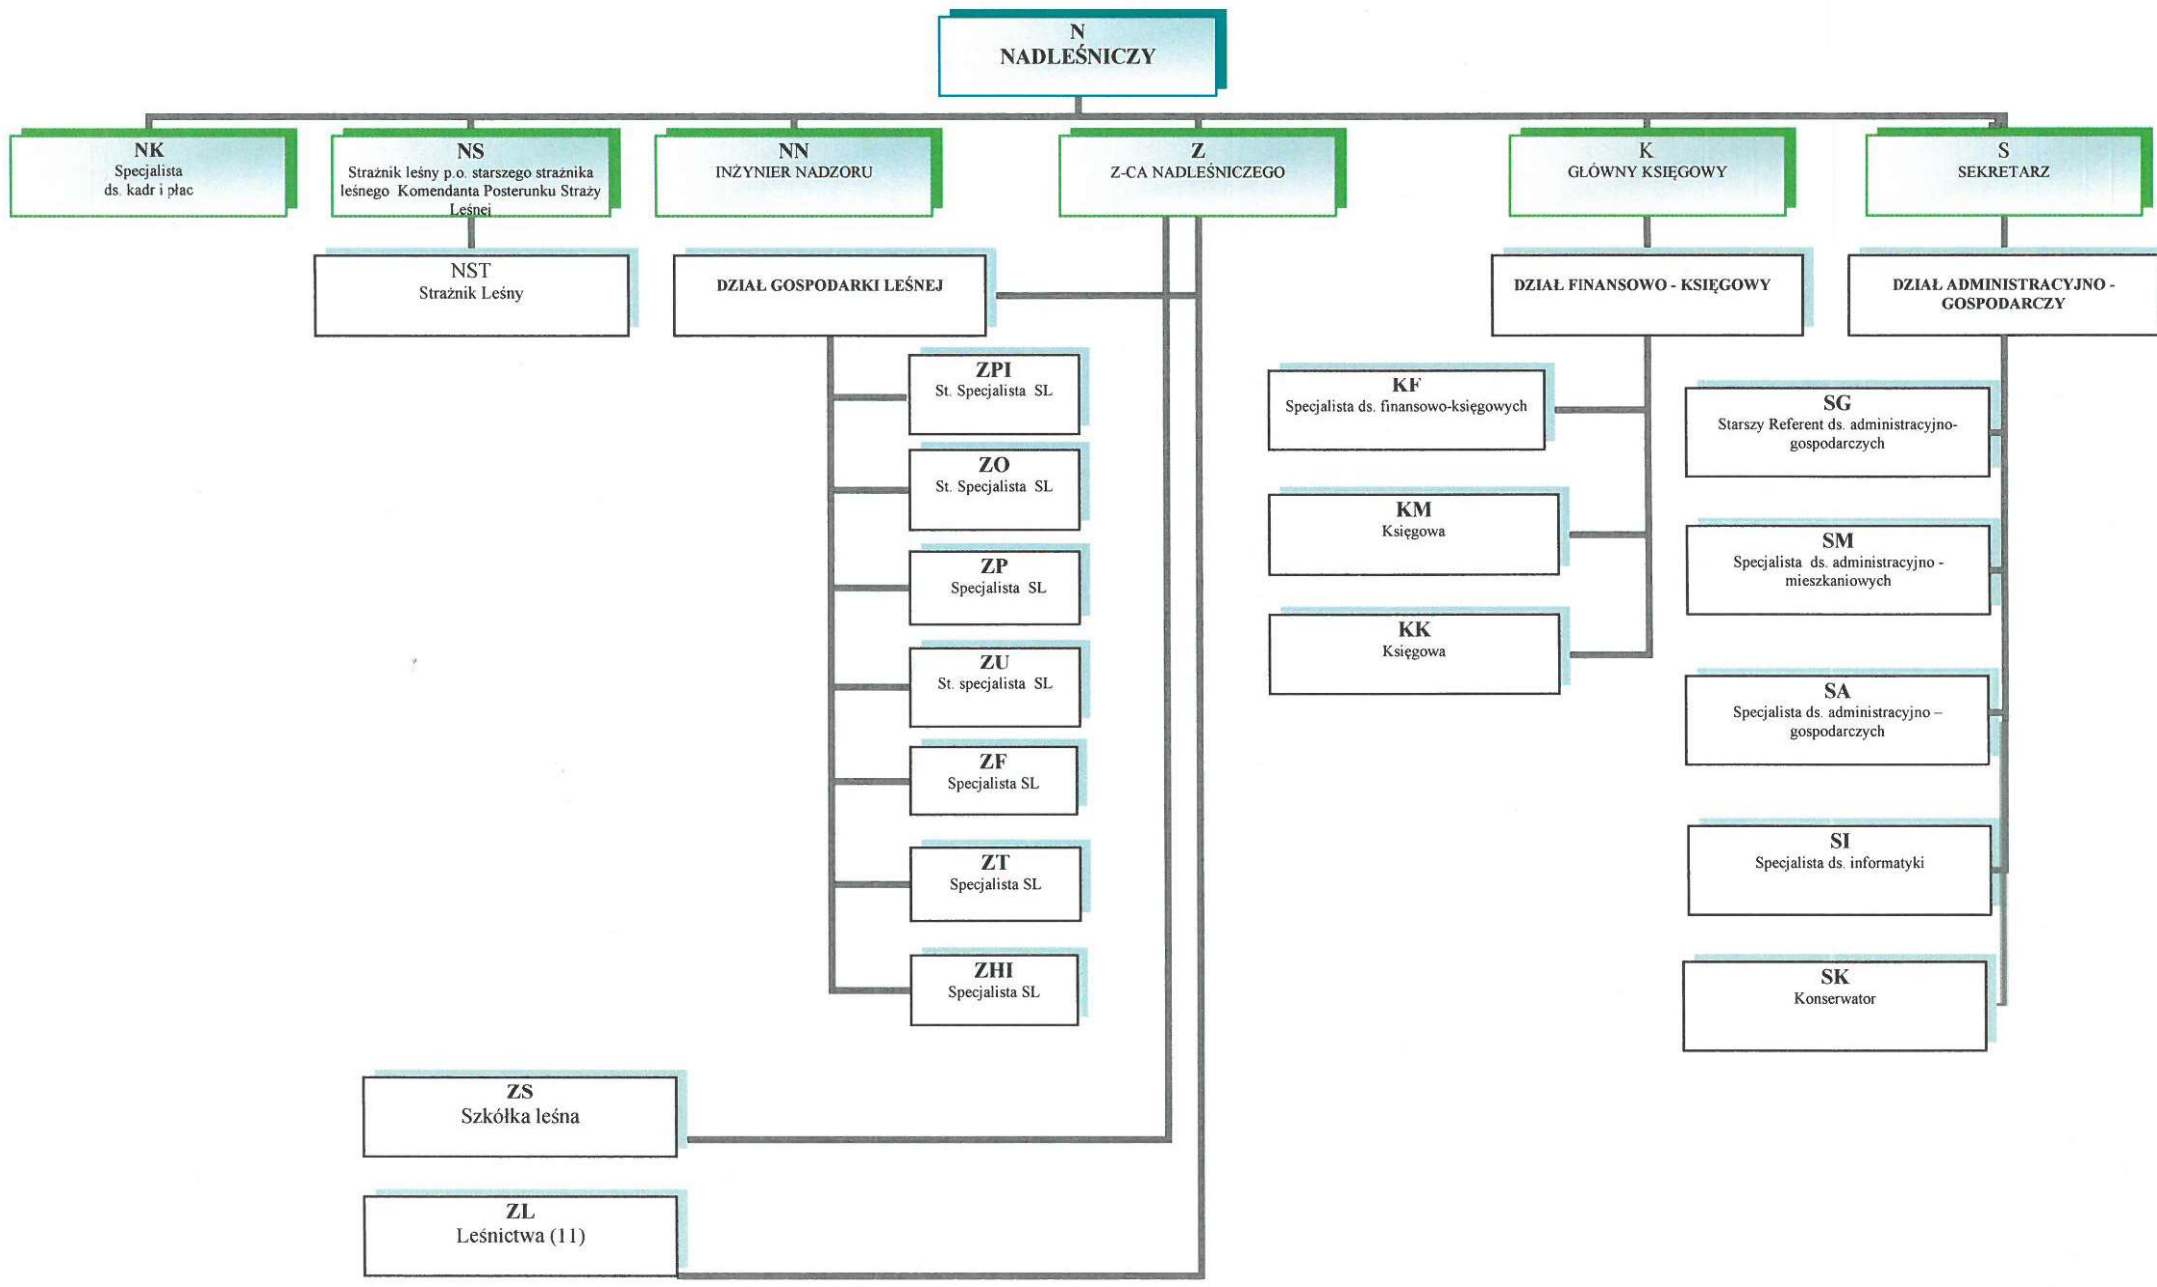 N
NADLEŚNICZY
NK
Specjalista
ds. kadr i płac
NS
Strażnik leśny p.o. starszego strażnika
leśnego Komendanta Posterunku Straży
Leśnej
NN
INŻYNIER NADZORU
Z
Z-CA NADLEŚNICZEGO
K
GŁÓWNY KSIĘGOWY
S
SEKRETARZ
NST
Strażnik Leśny
DZIAŁ GOSPODARKI LEŚNEJ
DZIAŁ FINANSOWO - KSIĘGOWY
DZIAŁ ADMINISTRACYJNO -
GOSPODARCZY
ZPI
St. Specjalista SL
ZO
St. Specjalista SL
ZP
Specjalista SL
ZU
St. specjalista SL
ZF
Specjalista SL
ZT
Specjalista SL
ZHI
Specjalista SL
KF
Specjalista ds. finansowo-księgowych
KM
Księgowa
KK
Księgowa
SG
Starszy Referent ds. administracyjno-
gospodarczych
SM
Specjalista ds. administracyjno -
mieszkaniowych
SA
Specjalista ds. administracyjno –
gospodarczych
SI
Specjalista ds. informatyki
SK
Konserwator
ZS
Szkółka leśna
ZL
Leśnictwa (11)